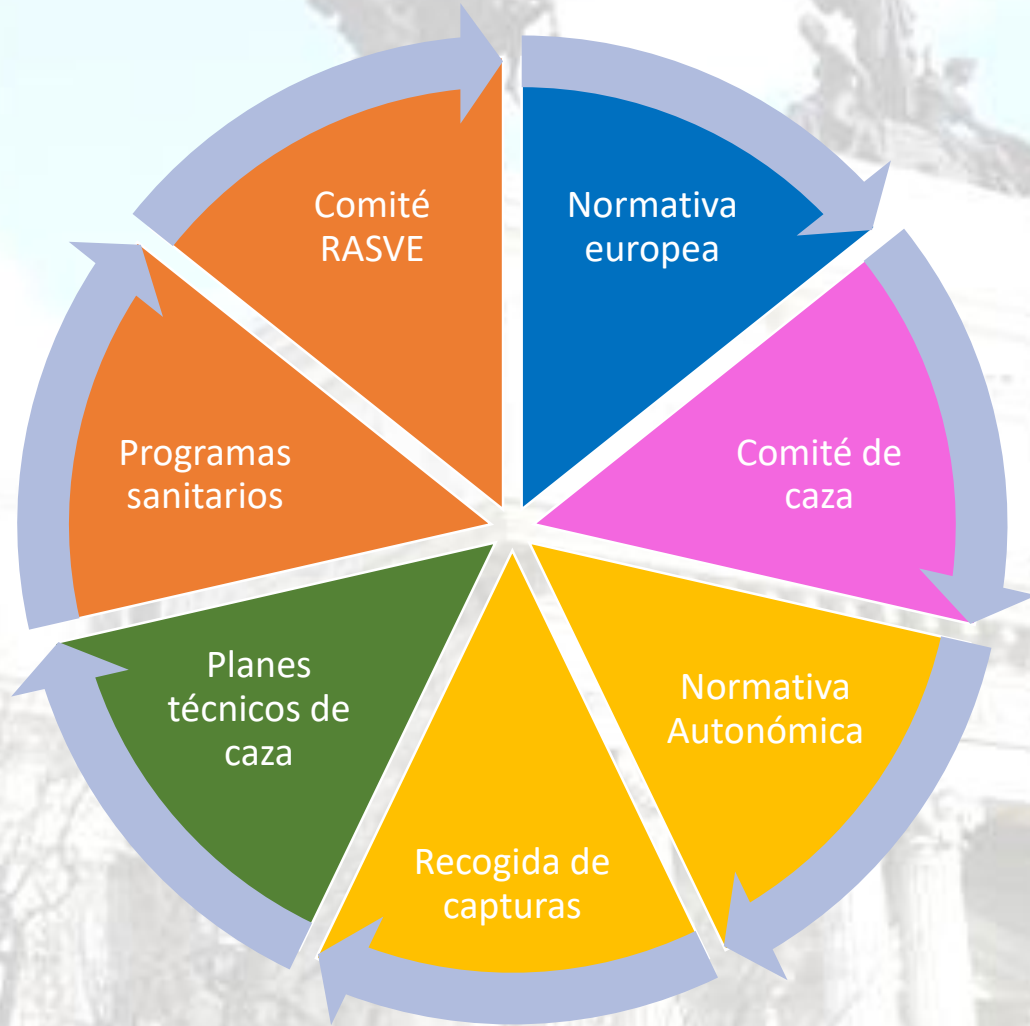 Comité
RASVE
Normativa
europea
Comité de
caza
Normativa
Autonómica
Recogida de
capturas
Planes
técnicos de
caza
Programas
sanitarios